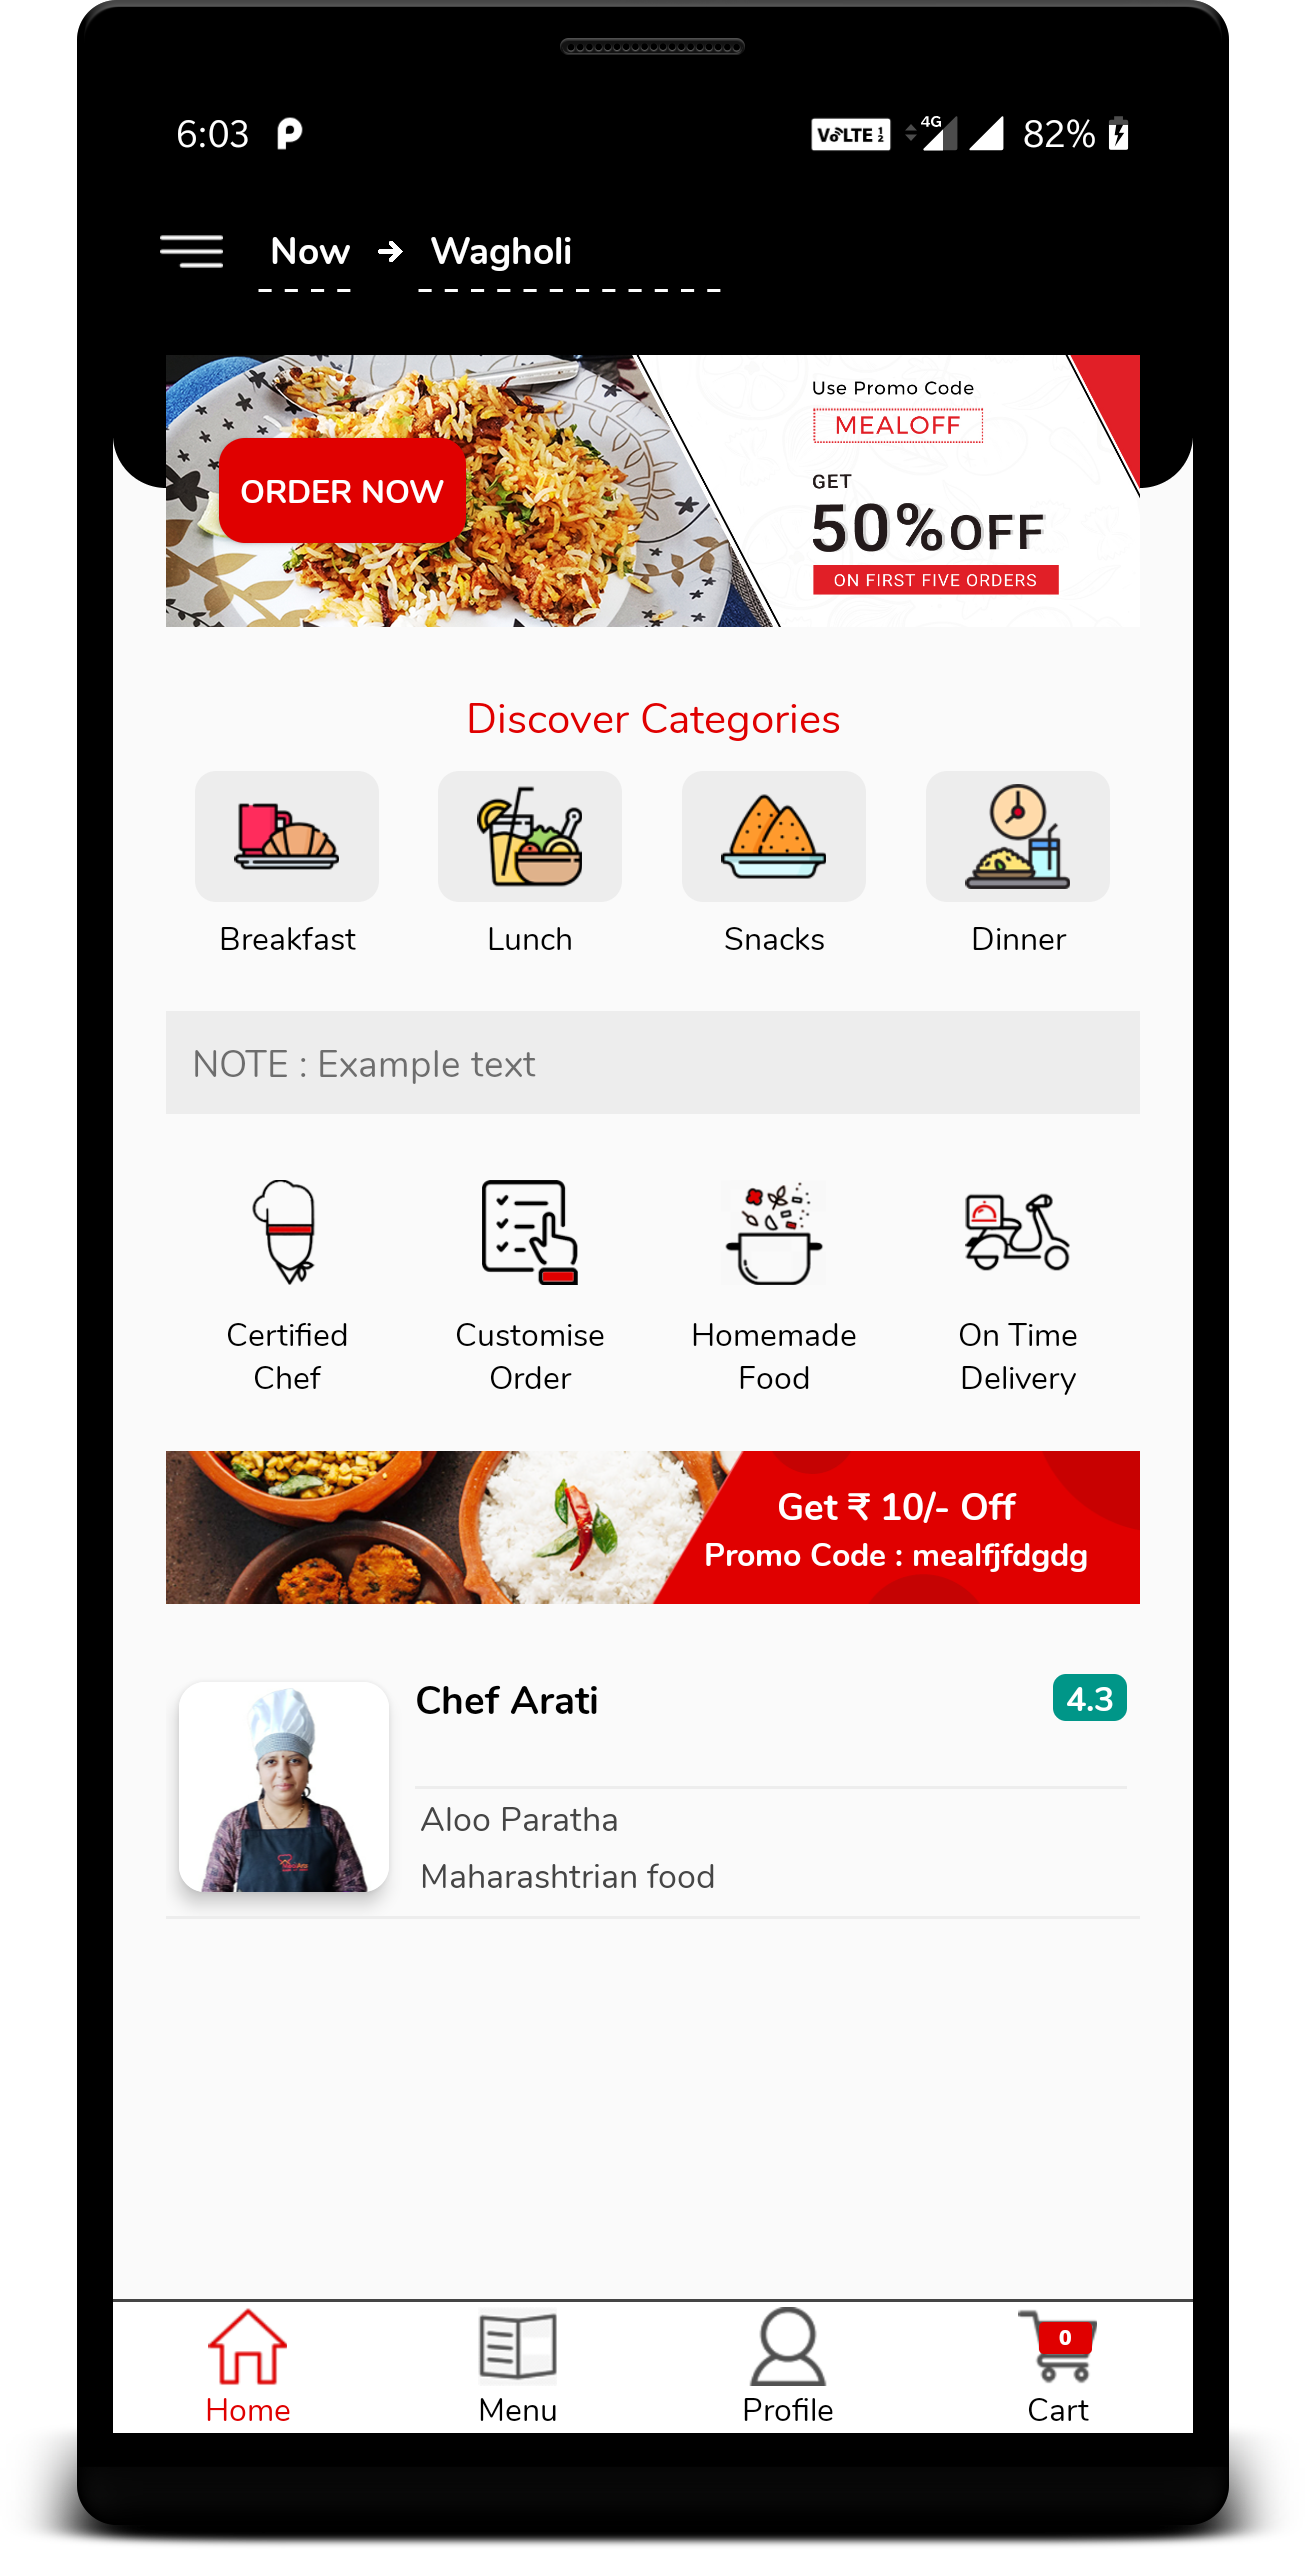 6:03
VoLTE 1 2 4G 82%
Now → Wagholi
Use Promo Code
MEALOFF
ORDER NOW
GET
50%OFF
ON FIRST FIVE ORDERS
Discover Categories
Breakfast Lunch Snacks Dinner
NOTE : Example text
Certified Chef
Customise Order
Homemade Food
On Time Delivery
Get ₹ 10/- Off
Promo Code : mealfjfdgdg
Chef Arati 4.3
Aloo Paratha
Maharashtrian food
0
Home Menu Profile Cart